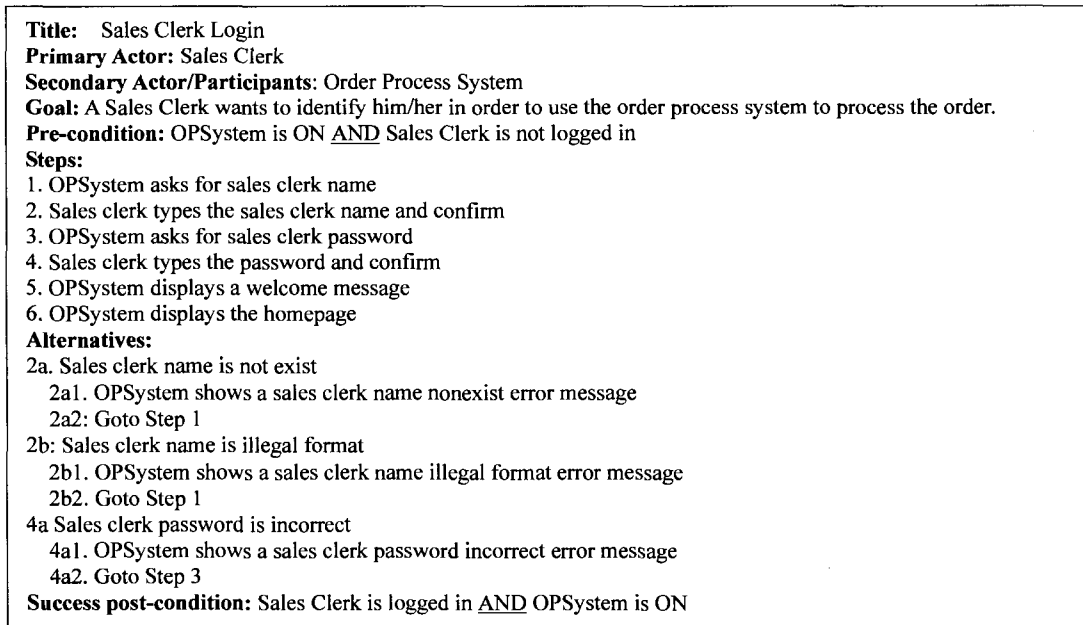 Title: Sales Clerk Login
Primary Actor: Sales Clerk
Secondary Actor/Participants: Order Process System
Goal: A Sales Clerk wants to identify him/her in order to use the order process system to process the order.
Pre-condition: OPSystem is ON AND Sales Clerk is not logged in
Steps:
1. OPSystem asks for sales clerk name
2. Sales clerk types the sales clerk name and confirm
3. OPSystem asks for sales clerk password
4. Sales clerk types the password and confirm
5. OPSystem displays a welcome message
6. OPSystem displays the homepage
Alternatives:
2a. Sales clerk name is not exist
2a1. OPSystem shows a sales clerk name nonexist error message
2a2: Goto Step 1
2b: Sales clerk name is illegal format
2b1. OPSystem shows a sales clerk name illegal format error message
2b2. Goto Step 1
4a Sales clerk password is incorrect
4a1. OPSystem shows a sales clerk password incorrect error message
4a2. Goto Step 3
Success post-condition: Sales Clerk is logged in AND OPSystem is ON